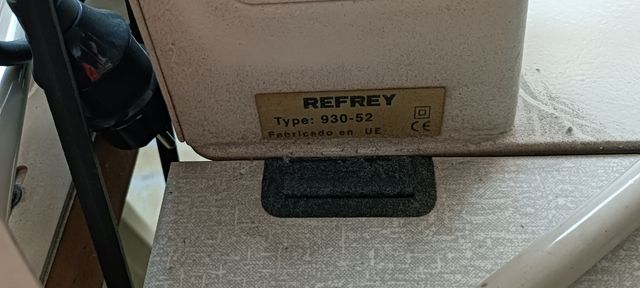 REFREY
Type: 930-52
Fabricado en UE
CE